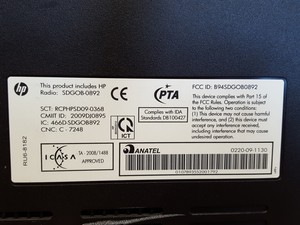 hp
This product includes HP
Radio: SDGOB-0892
SCT: RCPHPSD09-0368
CMIIT ID: 2009DJ0895
IC: 466D-SDGOB0892
CNC: C - 7248
ICT
PTA
Complies with IDA
Standards DB100427
FCC ID: B94SDGOB0892
This device complies with Part 15 of
the FCC Rules. Operation is subject
to the following two conditions:
(1) this device may not cause
harmful interference, and (2) this
device must accept any
interference received, including
interference that may cause
undesired operation.
RU6-8182
ICASA
TA - 2008/1488
APPROVED
ANATEL
0220-09-1130